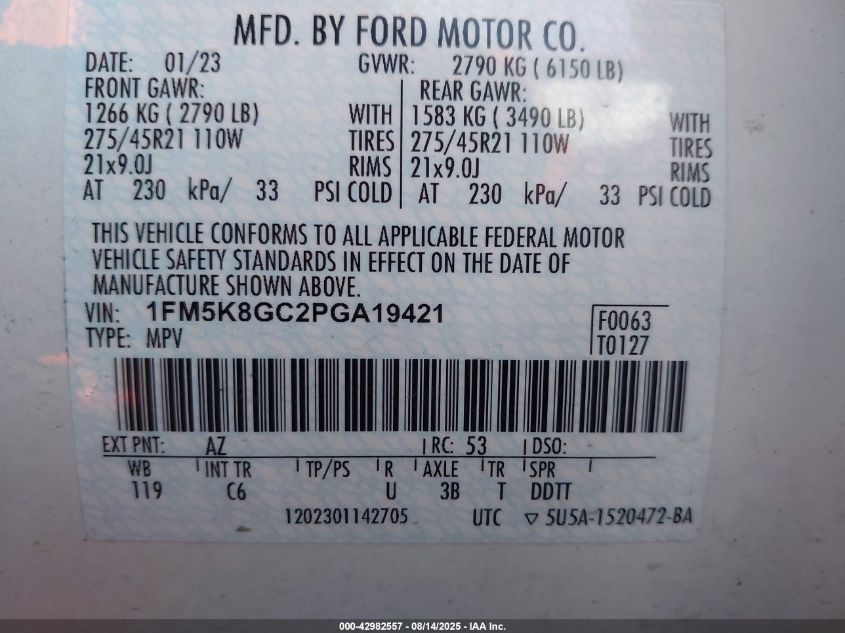 MFD. BY FORD MOTOR CO.
DATE: 01/23 GVWR: 2790 KG ( 6150 LB)
FRONT GAWR: REAR GAWR:
1266 KG ( 2790 LB) WITH 1583 KG ( 3490 LB) WITH
275/45R21 110W TIRES 275/45R21 110W TIRES
21x9.0J RIMS 21x9.0J RIMS
AT 230 kPa/ 33 PSI COLD AT 230 kPa/ 33 PSI COLD
THIS VEHICLE CONFORMS TO ALL APPLICABLE FEDERAL MOTOR
VEHICLE SAFETY STANDARDS IN EFFECT ON THE DATE OF
MANUFACTURE SHOWN ABOVE.
VIN: 1FM5K8GC2PGA19421 F0063
TYPE: MPV T0127
EXT PNT: AZ RC: 53 DSO:
WB INT TR TP/PS R AXLE TR SPR
119 C6 U 3B T DDTT
1202301142705 UTC ▽ 5U5A-1520472-BA
000-42982557 - 08/14/2025 - IAA Inc.